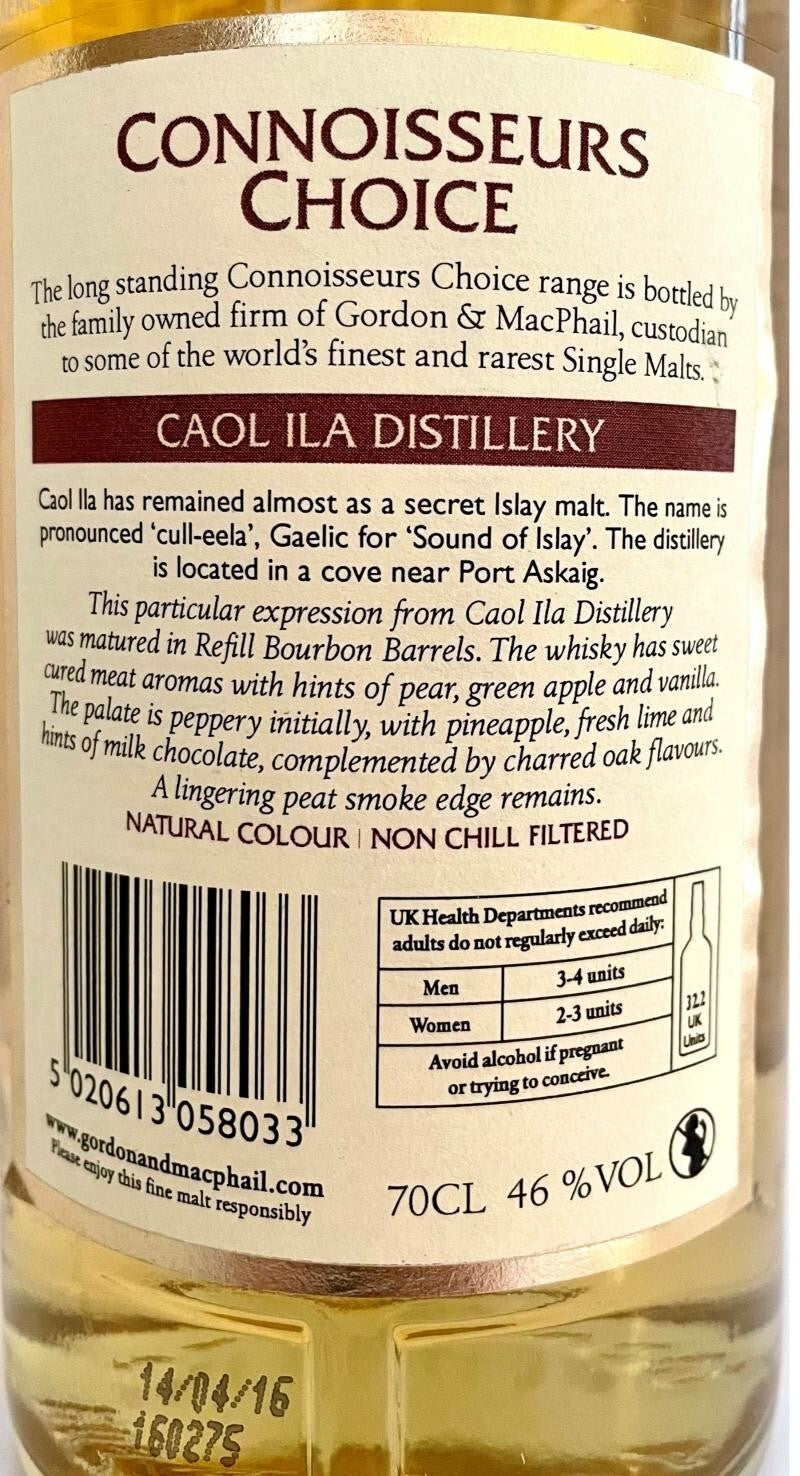 CONNOISSEURS
CHOICE
The long standing Connoisseurs Choice range is bottled by
the family owned firm of Gordon & MacPhail, custodian
to some of the world's finest and rarest Single Malts.
CAOL ILA DISTILLERY
Caol Ila has remained almost as a secret Islay malt. The name is
pronounced 'cull-eela', Gaelic for 'Sound of Islay'. The distillery
is located in a cove near Port Askaig.
This particular expression from Caol Ila Distillery
was matured in Refill Bourbon Barrels. The whisky has sweet
cured meat aromas with hints of pear, green apple and vanilla.
The palate is peppery initially, with pineapple, fresh lime and
hints of milk chocolate, complemented by charred oak flavours.
A lingering peat smoke edge remains.
NATURAL COLOUR | NON CHILL FILTERED
5 020613 058033
www.gordonandmacphail.com
Please enjoy this fine malt responsibly
UK Health Departments recommend
adults do not regularly exceed daily:
Men 3-4 units
Women 2-3 units
Avoid alcohol if pregnant
or trying to conceive.
32.2
UK
Units
70CL 46 %VOL
14/04/16
160275